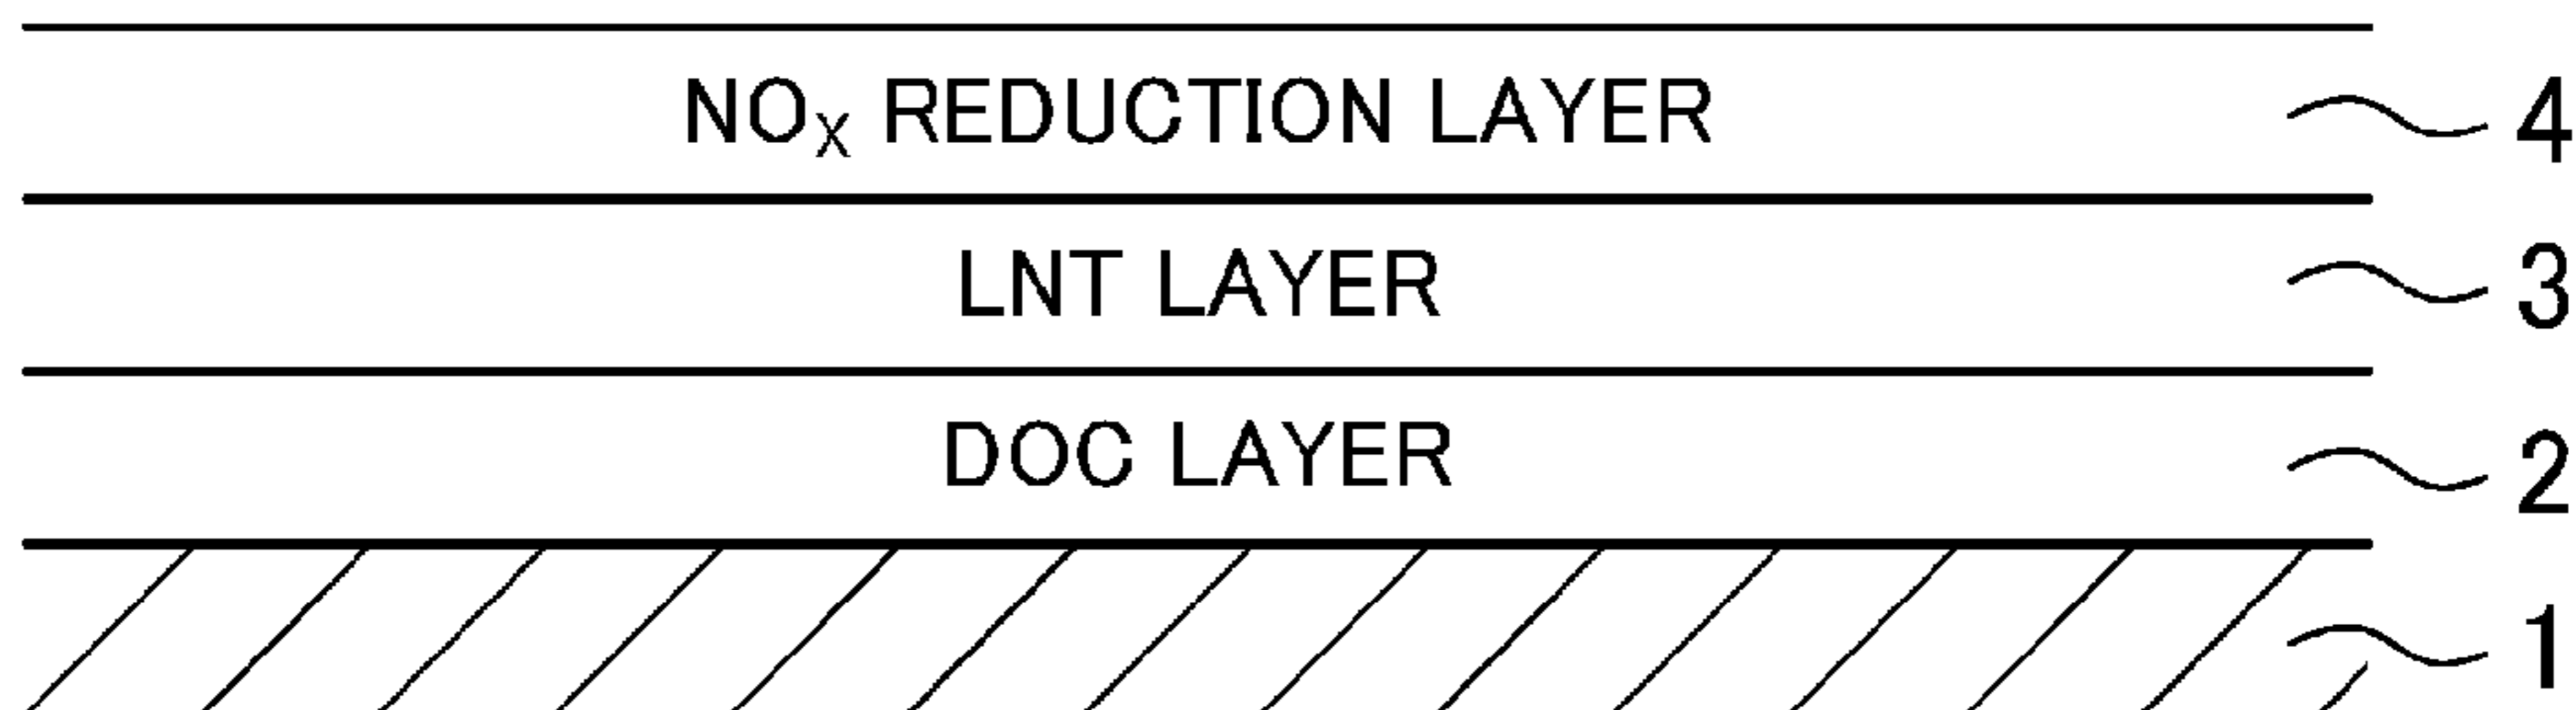 NOX REDUCTION LAYER 4
LNT LAYER 3
DOC LAYER 2
1